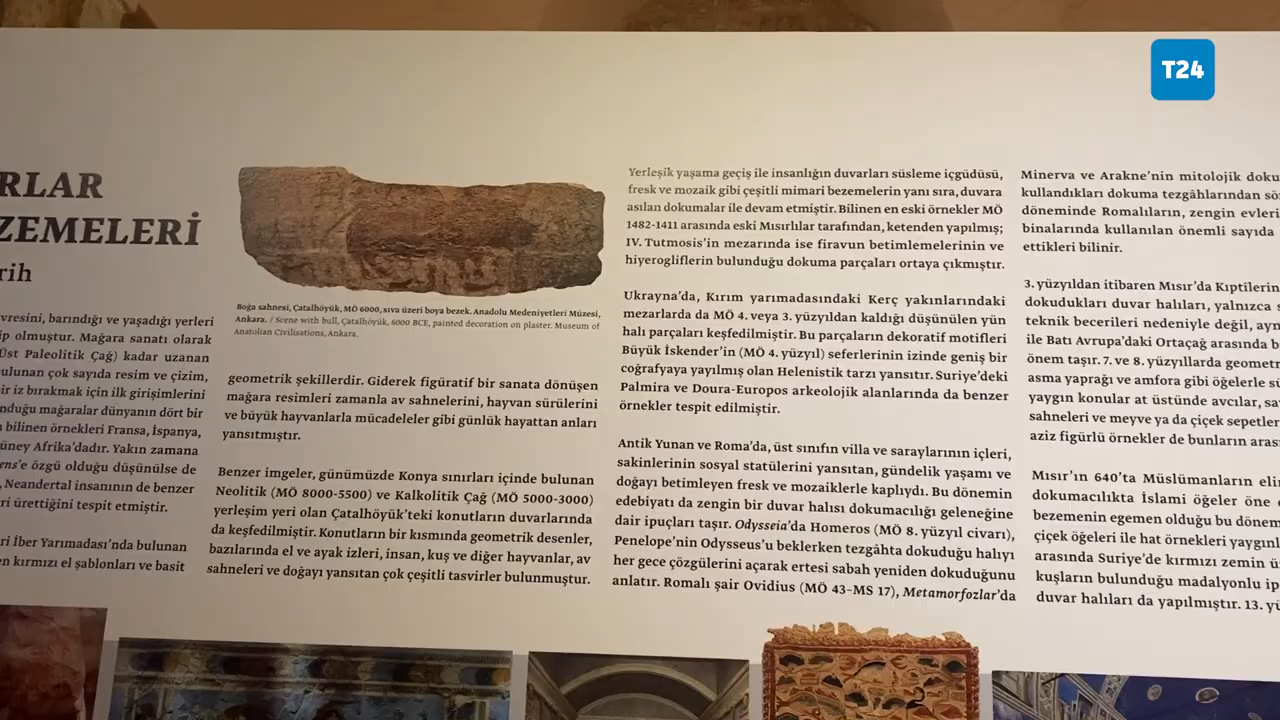 T24
RLAR
ZEMELERİ
rih
vresini, barındığı ve yaşadığı yerleri
ip olmuştur. Mağara sanatı olarak
Üst Paleolitik Çağ) kadar uzanan
ulunan çok sayıda resim ve çizim,
ir iz bırakmak için ilk girişimlerini
nduğu mağaralar dünyanın dört bir
bilinen örnekleri Fransa, İspanya,
üney Afrika'dadır. Yakın zamana
ens'e özgü olduğu düşünülse de
, Neandertal insanının de benzer
ri ürettiğini tespit etmiştir.
ri İber Yarımadası'nda bulunan
en kırmızı el şablonları ve basit
Boğa sahnesi, Çatalhöyük, MÖ 6000, sıva üzeri boya bezek. Anadolu Medeniyetleri Müzesi,
Ankara. / Scene with bull, Çatalhöyük, 6000 BCE, painted decoration on plaster. Museum of
Anatolian Civilisations, Ankara.
geometrik şekillerdir. Giderek figüratif bir sanata dönüşen
mağara resimleri zamanla av sahnelerini, hayvan sürülerini
ve büyük hayvanlarla mücadeleler gibi günlük hayattan anları
yansıtmıştır.
Benzer imgeler, günümüzde Konya sınırları içinde bulunan
Neolitik (MÖ 8000-5500) ve Kalkolitik Çağ (MÖ 5000-3000)
yerleşim yeri olan Çatalhöyük'teki konutların duvarlarında
da keşfedilmiştir. Konutların bir kısmında geometrik desenler,
bazılarında el ve ayak izleri, insan, kuş ve diğer hayvanlar, av
sahneleri ve doğayı yansıtan çok çeşitli tasvirler bulunmuştur.
Yerleşik yaşama geçiş ile insanlığın duvarları süsleme içgüdüsü,
fresk ve mozaik gibi çeşitli mimari bezemelerin yanı sıra, duvara
asılan dokumalar ile devam etmiştir. Bilinen en eski örnekler MÖ
1482-1411 arasında eski Mısırlılar tarafından, ketenden yapılmış;
IV. Tutmosis'in mezarında ise firavun betimlemelerinin ve
hiyerogliflerin bulunduğu dokuma parçaları ortaya çıkmıştır.
Ukrayna'da, Kırım yarımadasındaki Kerç yakınlarındaki
mezarlarda da MÖ 4. veya 3. yüzyıldan kaldığı düşünülen yün
halı parçaları keşfedilmiştir. Bu parçaların dekoratif motifleri
Büyük İskender'in (MÖ 4. yüzyıl) seferlerinin izinde geniş bir
coğrafyaya yayılmış olan Helenistik tarzı yansıtır. Suriye'deki
Palmira ve Doura-Europos arkeolojik alanlarında da benzer
örnekler tespit edilmiştir.
Antik Yunan ve Roma'da, üst sınıfın villa ve saraylarının içleri,
sakinlerinin sosyal statülerini yansıtan, gündelik yaşamı ve
doğayı betimleyen fresk ve mozaiklerle kaplıydı. Bu dönemin
edebiyatı da zengin bir duvar halısı dokumacılığı geleneğine
dair ipuçları taşır. Odysseia'da Homeros (MÖ 8. yüzyıl civarı),
Penelope'nin Odysseus'u beklerken tezgâhta dokuduğu halıyı
her gece çözgülerini açarak ertesi sabah yeniden dokuduğunu
anlatır. Romalı şair Ovidius (MÖ 43-MS 17), Metamorfozlar'da
Minerva ve Arakne'nin mitolojik doku
kullandıkları dokuma tezgâhlarından sö
döneminde Romalıların, zengin evleri
binalarında kullanılan önemli sayıda
ettikleri bilinir.
3. yüzyıldan itibaren Mısır'da Kıptilerin
dokudukları duvar halıları, yalnızca s
teknik becerileri nedeniyle değil, ayn
ile Batı Avrupa'daki Ortaçağ arasında b
önem taşır. 7. ve 8. yüzyıllarda geometr
asma yaprağı ve amfora gibi öğelerle sü
yaygın konular at üstünde avcılar, sav
sahneleri ve meyve ya da çiçek sepetler
aziz figürlü örnekler de bunların aras
Mısır'ın 640'ta Müslümanların elin
dokumacılıkta İslami öğeler öne
bezemenin egemen olduğu bu dönem
çiçek öğeleri ile hat örnekleri yaygınl
arasında Suriye'de kırmızı zemin ü
kuşların bulunduğu madalyonlu ip
duvar halıları da yapılmıştır. 13. yü